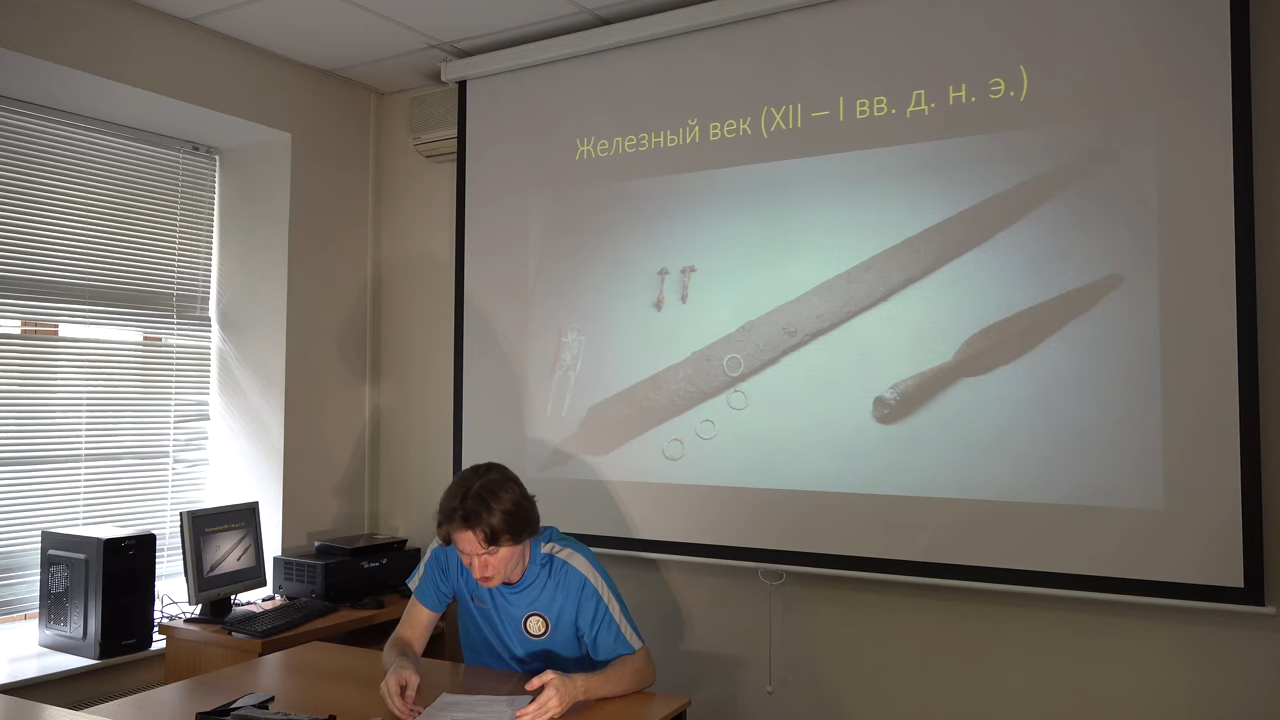 Железный век (XII – I вв. д. н. э.)